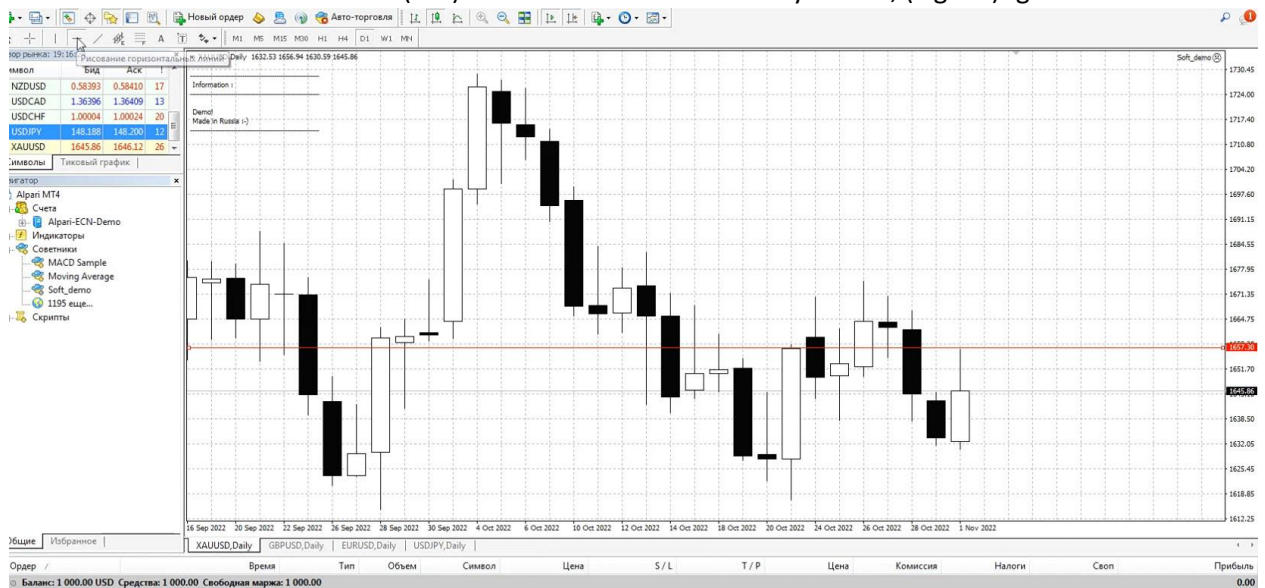 Новый ордер Авто-торговля
A T M1 M5 M15 M30 H1 H4 D1 W1 MN
зор рынка: 19:16:
Рисование горизонтальных линий
имвол Бид Аск !
NZDUSD 0.58393 0.58410 17
USDCAD 1.36396 1.36409 13
USDCHF 1.00004 1.00024 20
USDJPY 148.188 148.200 12
XAUUSD 1645.86 1646.12 26
Символы Тиковый график
вигатор
Alpari MT4
Счета
Alpari-ECN-Demo
Индикаторы
Советники
MACD Sample
Moving Average
Soft_demo
1195 еще...
Скрипты
Общие Избранное
Daily 1632.53 1656.94 1630.59 1645.86
Soft_demo
Information :
Demo!
Made in Russia :-)
1730.45
1724.00
1717.40
1710.80
1704.20
1697.60
1691.15
1684.55
1677.95
1671.35
1664.75
1657.30
1651.70
1645.86
1638.50
1632.05
1625.45
1618.85
1612.25
16 Sep 2022 20 Sep 2022 22 Sep 2022 26 Sep 2022 28 Sep 2022 30 Sep 2022 4 Oct 2022 6 Oct 2022 10 Oct 2022 12 Oct 2022 14 Oct 2022 18 Oct 2022 20 Oct 2022 24 Oct 2022 26 Oct 2022 28 Oct 2022 1 Nov 2022
XAUUSD,Daily GBPUSD,Daily EURUSD,Daily USDJPY,Daily
Ордер Время Тип Объем Символ Цена S / L T / P Цена Комиссия Налоги Своп Прибыль
Баланс: 1 000.00 USD Средства: 1 000.00 Свободная маржа: 1 000.00 0.00